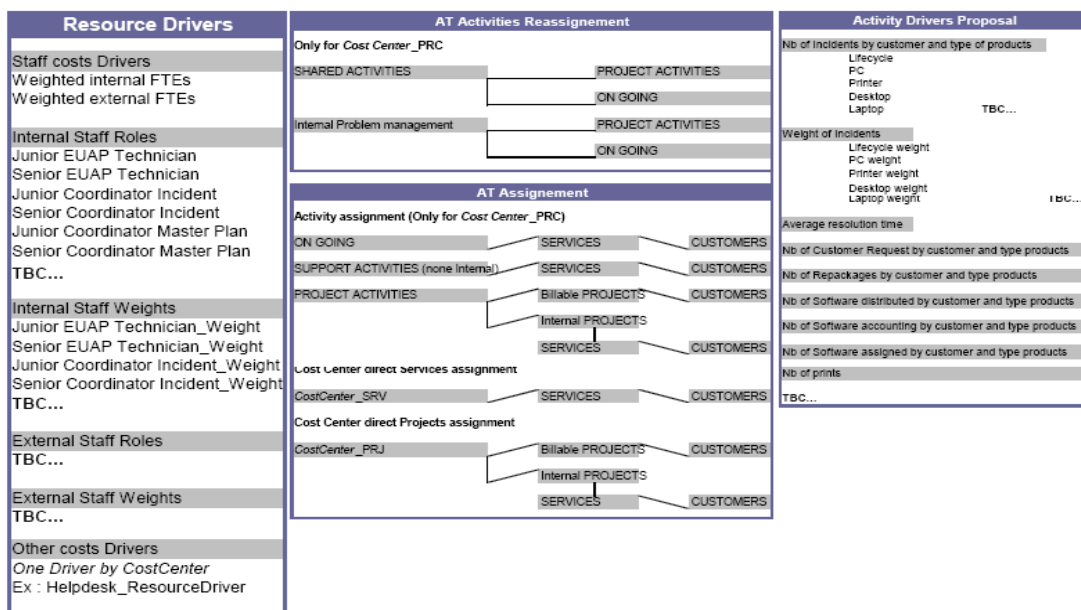 Resource Drivers
Staff costs Drivers
Weighted internal FTEs
Weighted external FTEs
Internal Staff Roles
Junior EUAP Technician
Senior EUAP Technician
Junior Coordinator Incident
Senior Coordinator Incident
Junior Coordinator Master Plan
Senior Coordinator Master Plan
TBC...
Internal Staff Weights
Junior EUAP Technician_Weight
Senior EUAP Technician_Weight
Junior Coordinator Incident_Weight
Senior Coordinator Incident_Weight
TBC...
External Staff Roles
TBC...
External Staff Weights
TBC...
Other costs Drivers
One Driver by CostCenter
Ex : Helpdesk_ResourceDriver
AT Activities Reassignement
Only for Cost Center_PRC
SHARED ACTIVITIES PROJECT ACTIVITIES
ON GOING
Internal Problem management PROJECT ACTIVITIES
ON GOING
AT Assignement
Activity assignment (Only for Cost Center_PRC)
ON GOING SERVICES CUSTOMERS
SUPPORT ACTIVITIES (none Internal) SERVICES CUSTOMERS
PROJECT ACTIVITIES Billable PROJECTS CUSTOMERS
Internal PROJECTS
SERVICES CUSTOMERS
Cost Center direct Services assignment
CostCenter_SRV SERVICES CUSTOMERS
Cost Center direct Projects assignment
CostCenter_PRJ Billable PROJECTS CUSTOMERS
Internal PROJECTS
SERVICES CUSTOMERS
Activity Drivers Proposal
Nb of Incidents by customer and type of products
Lifecycle
PC
Printer
Desktop
Laptop TBC...
Weight of Incidents
Lifecycle weight
PC weight
Printer weight
Desktop weight
Laptop weight TBC...
Average resolution time
Nb of Customer Request by customer and type products
Nb of Repackages by customer and type products
Nb of Software distributed by customer and type products
Nb of Software accounting by customer and type products
Nb of Software assigned by customer and type products
Nb of prints
TBC...